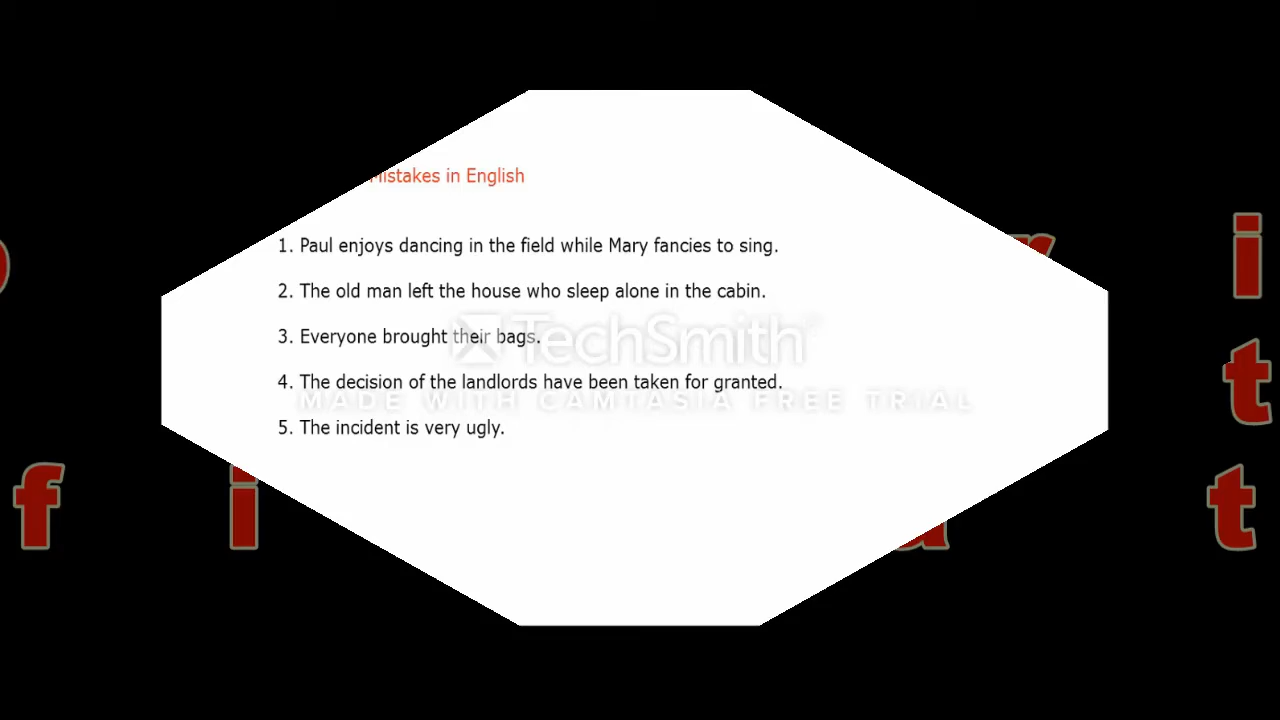 Mistakes in English
1. Paul enjoys dancing in the field while Mary fancies to sing.
2. The old man left the house who sleep alone in the cabin.
3. Everyone brought their bags.
TechSmith
4. The decision of the landlords have been taken for granted.
MADE WITH CAMTASIA FREE TRIAL
5. The incident is very ugly.
i
t
f i t